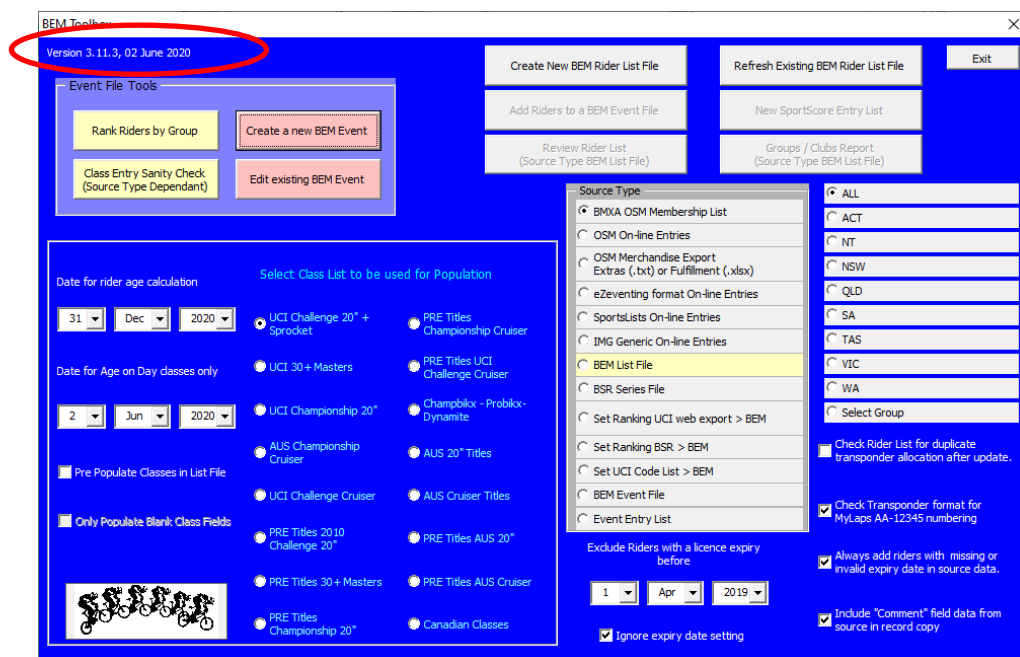 BEM Toolbox
Version 3.11.3, 02 June 2020
Event File Tools
Rank Riders by Group
Create a new BEM Event
Class Entry Sanity Check
(Source Type Dependant)
Edit existing BEM Event
Create New BEM Rider List File
Refresh Existing BEM Rider List File
Exit
Add Riders to a BEM Event File
New SportScore Entry List
Review Rider List
(Source Type BEM List File)
Groups / Clubs Report
(Source Type BEM List File)
Date for rider age calculation
31 Dec 2020
Date for Age on Day classes only
2 Jun 2020
Pre Populate Classes in List File
Only Populate Blank Class Fields
Select Class List to be used for Population
UCI Challenge 20" +
Sprocket
UCI 30+ Masters
UCI Championship 20"
AUS Championship
Cruiser
UCI Challenge Cruiser
PRE Titles 2010
Challenge 20"
PRE Titles 30+ Masters
PRE Titles
Championship 20"
PRE Titles
Championship Cruiser
PRE Titles UCI
Challenge Cruiser
Champbikx - Probikx-
Dynamite
AUS 20" Titles
AUS Cruiser Titles
PRE Titles AUS 20"
PRE Titles AUS Cruiser
Canadian Classes
Source Type
BMXA OSM Membership List
OSM On-line Entries
OSM Merchandise Export
Extras (.txt) or Fulfillment (.xlsx)
eZeventing format On-line Entries
SportsLists On-line Entries
IMG Generic On-line Entries
BEM List File
BSR Series File
Set Ranking UCI web export > BEM
Set Ranking BSR > BEM
Set UCI Code List > BEM
BEM Event File
Event Entry List
Exclude Riders with a licence expiry
before
1 Apr 2019
Ignore expiry date setting
ALL
ACT
NT
NSW
QLD
SA
TAS
VIC
WA
Select Group
Check Rider List for duplicate
transponder allocation after update.
Check Transponder format for
MyLaps AA-12345 numbering
Always add riders with missing or
invalid expiry date in source data.
Include "Comment" field data from
source in record copy